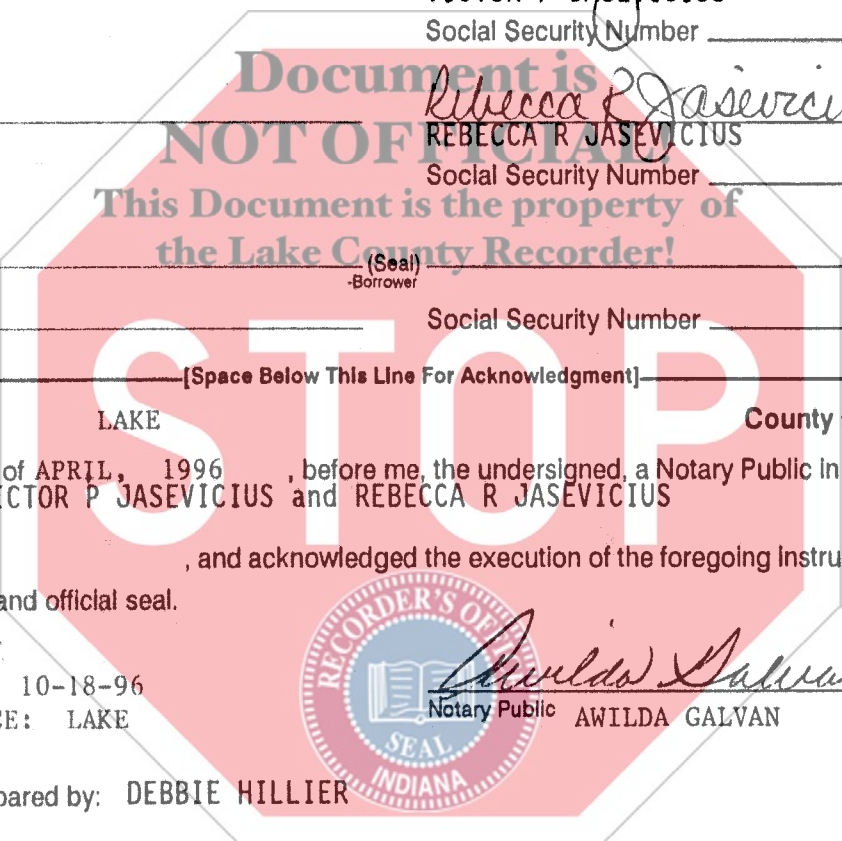 Social Security Number
Document is
Rebecca R Jasevicius
NOT OFFICIAL!
REBECCA R JASEVICIUS
Social Security Number
This Document is the property of
the Lake County Recorder!
(Seal)
-Borrower
Social Security Number
STOP
[Space Below This Line For Acknowledgment]
LAKE County
of APRIL, 1996 , before me, the undersigned, a Notary Public in
ICTOR P JASEVICIUS and REBECCA R JASEVICIUS
, and acknowledged the execution of the foregoing instru
and official seal.
RECORDER'S OFFICE
SEAL
INDIANA
10-18-96
Awilda Galvan
CE: LAKE
Notary Public AWILDA GALVAN
pared by: DEBBIE HILLIER